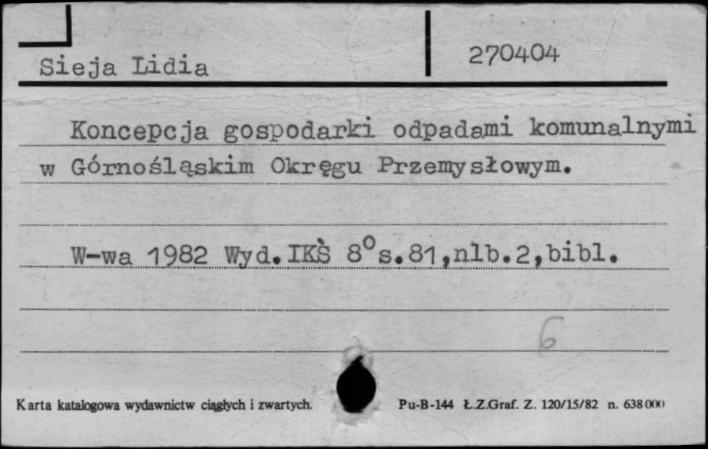 Sieja Lidia 270404
Koncepcja gospodarki odpadami komunalnymi
w Górnośląskim Okręgu Przemysłowym.
W-wa 1982 Wyd.IKŚ 8° s.81,nlb.2,bibl.
6
Karta katalogowa wydawnictw ciągłych i zwartych. Pu-B-144 Ł.Z.Graf. Z. 120/15/82 n. 638000